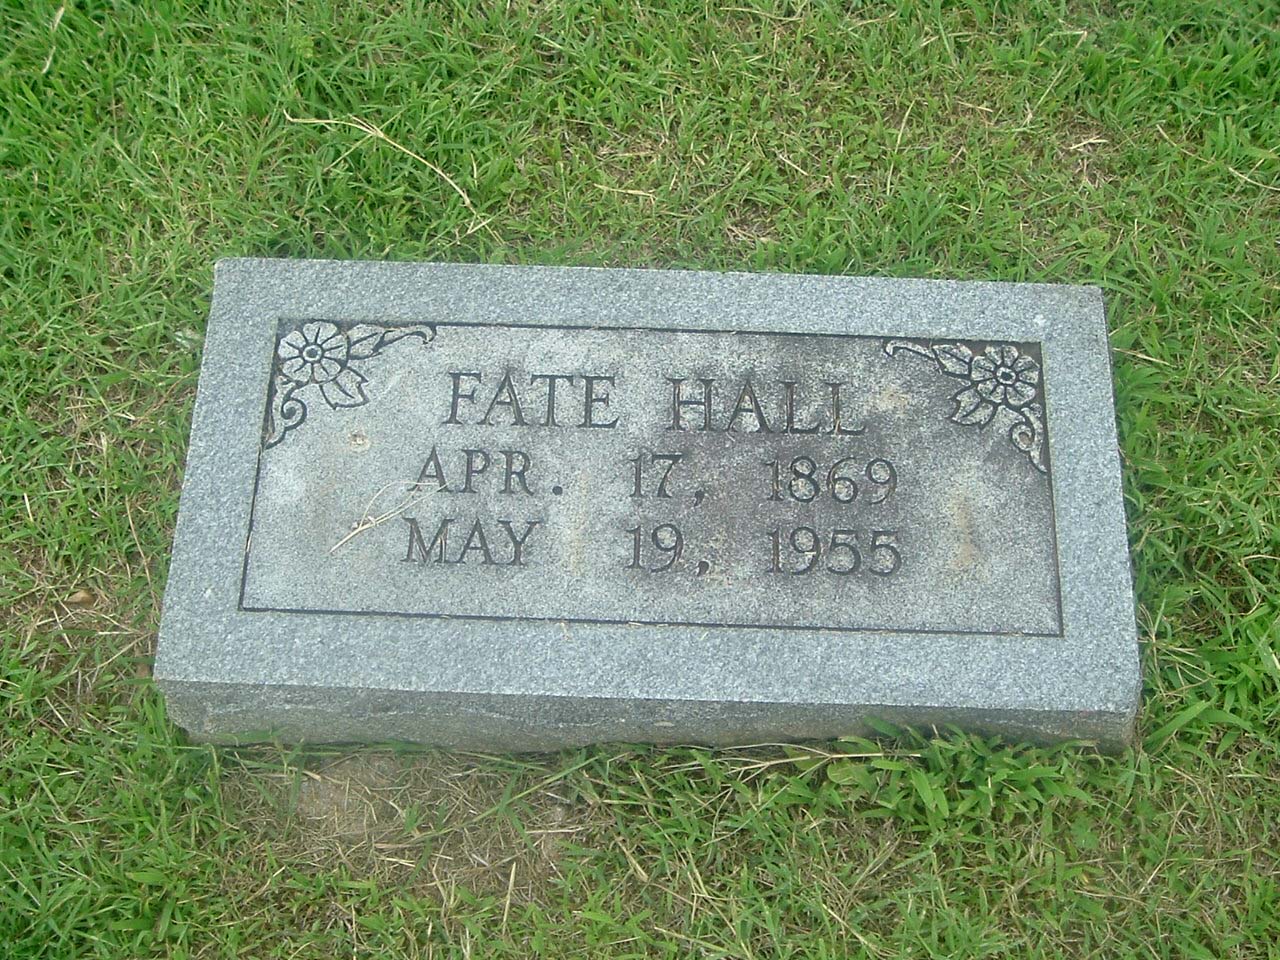 FATE HALL
APR. 17, 1869
MAY 19, 1955